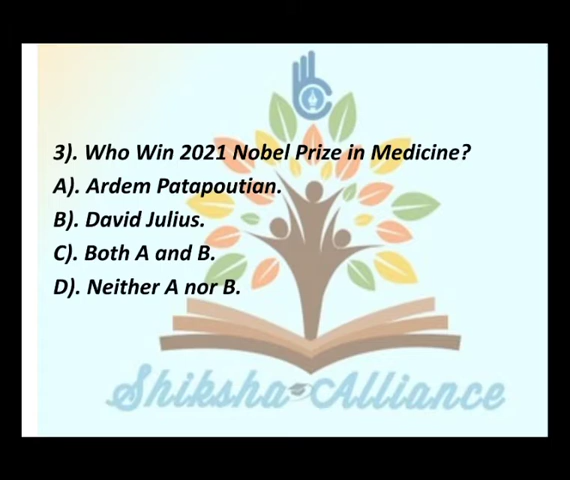 3). Who Win 2021 Nobel Prize in Medicine?
A). Ardem Patapoutian.
B). David Julius.
C). Both A and B.
D). Neither A nor B.
Shiksha Alliance